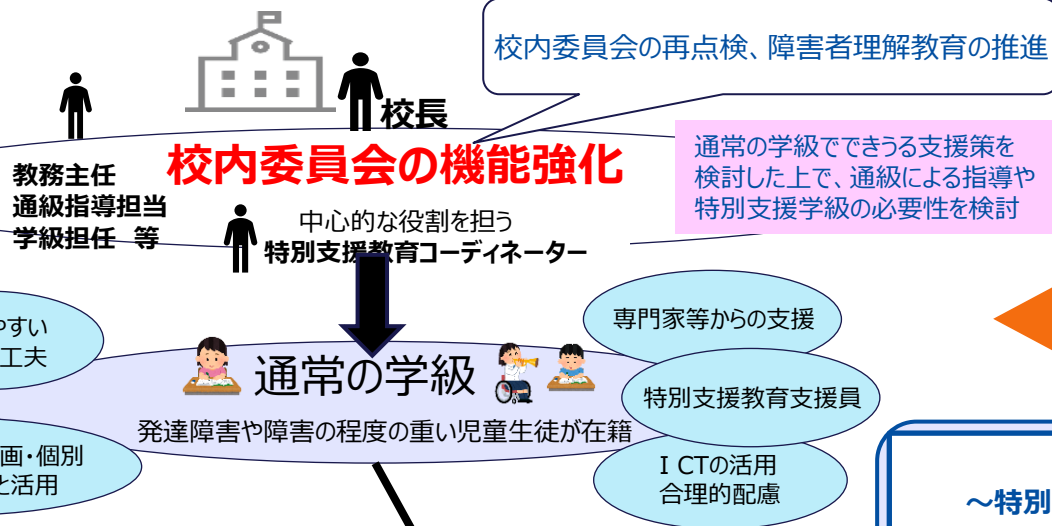 校内委員会の再点検、障害者理解教育の推進
校長
校内委員会の機能強化
教務主任
通級指導担当
学級担任　等
中心的な役割を担う
特別支援教育コーディネーター
通常の学級でできうる支援策を
検討した上で、通級による指導や
特別支援学級の必要性を検討
やすい
工夫
専門家等からの支援
通常の学級
特別支援教育支援員
発達障害や障害の程度の重い児童生徒が在籍
画・個別
と活用
ＩCTの活用
合理的配慮
～特別